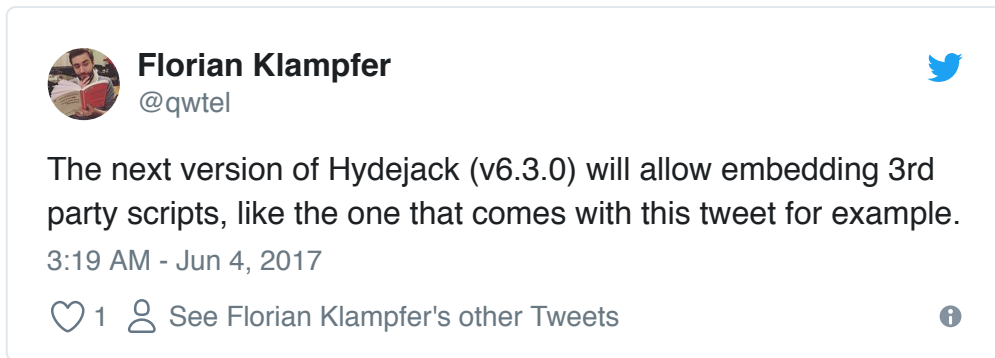 Florian Klampfer
@qwtel
The next version of Hydejack (v6.3.0) will allow embedding 3rd
party scripts, like the one that comes with this tweet for example.
3:19 AM - Jun 4, 2017
1 See Florian Klampfer's other Tweets